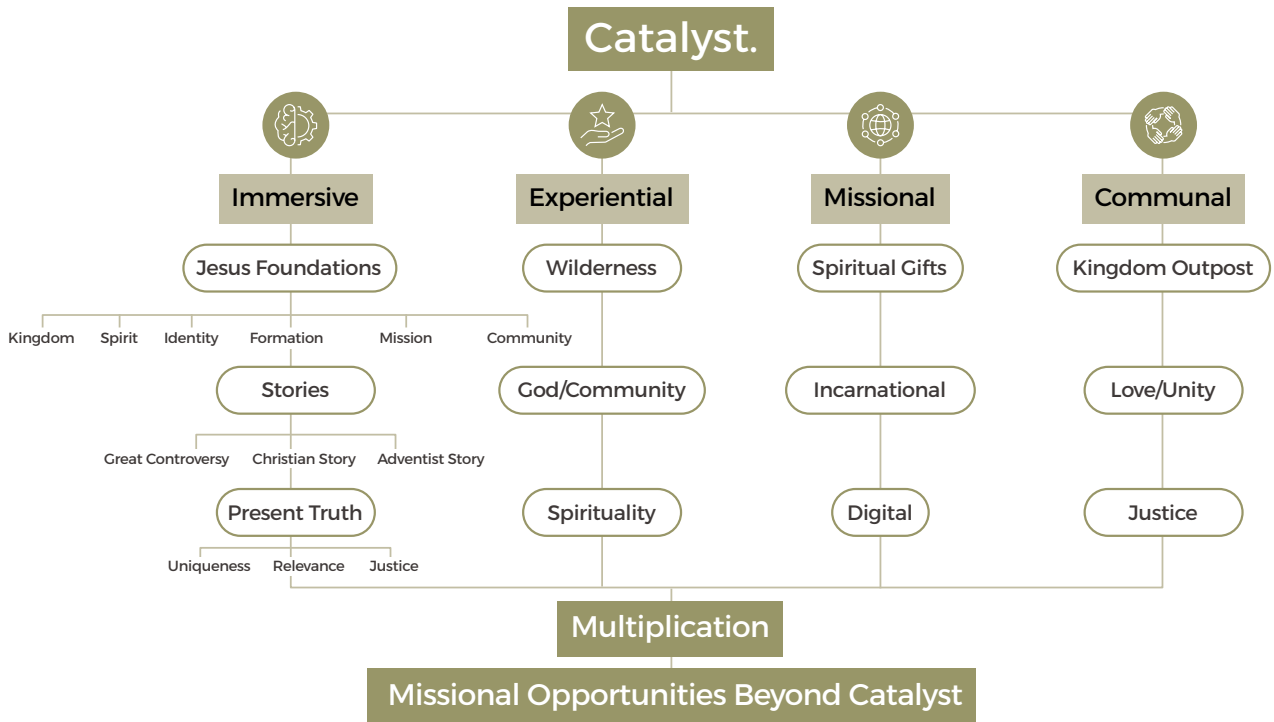 Catalyst.
Immersive
Experiential
Missional
Communal
Jesus Foundations
Wilderness
Spiritual Gifts
Kingdom Outpost
Kingdom
Spirit
Identity
Formation
Mission
Community
Stories
God/Community
Incarnational
Love/Unity
Great Controversy
Christian Story
Adventist Story
Present Truth
Spirituality
Digital
Justice
Uniqueness
Relevance
Justice
Multiplication
Missional Opportunities Beyond Catalyst